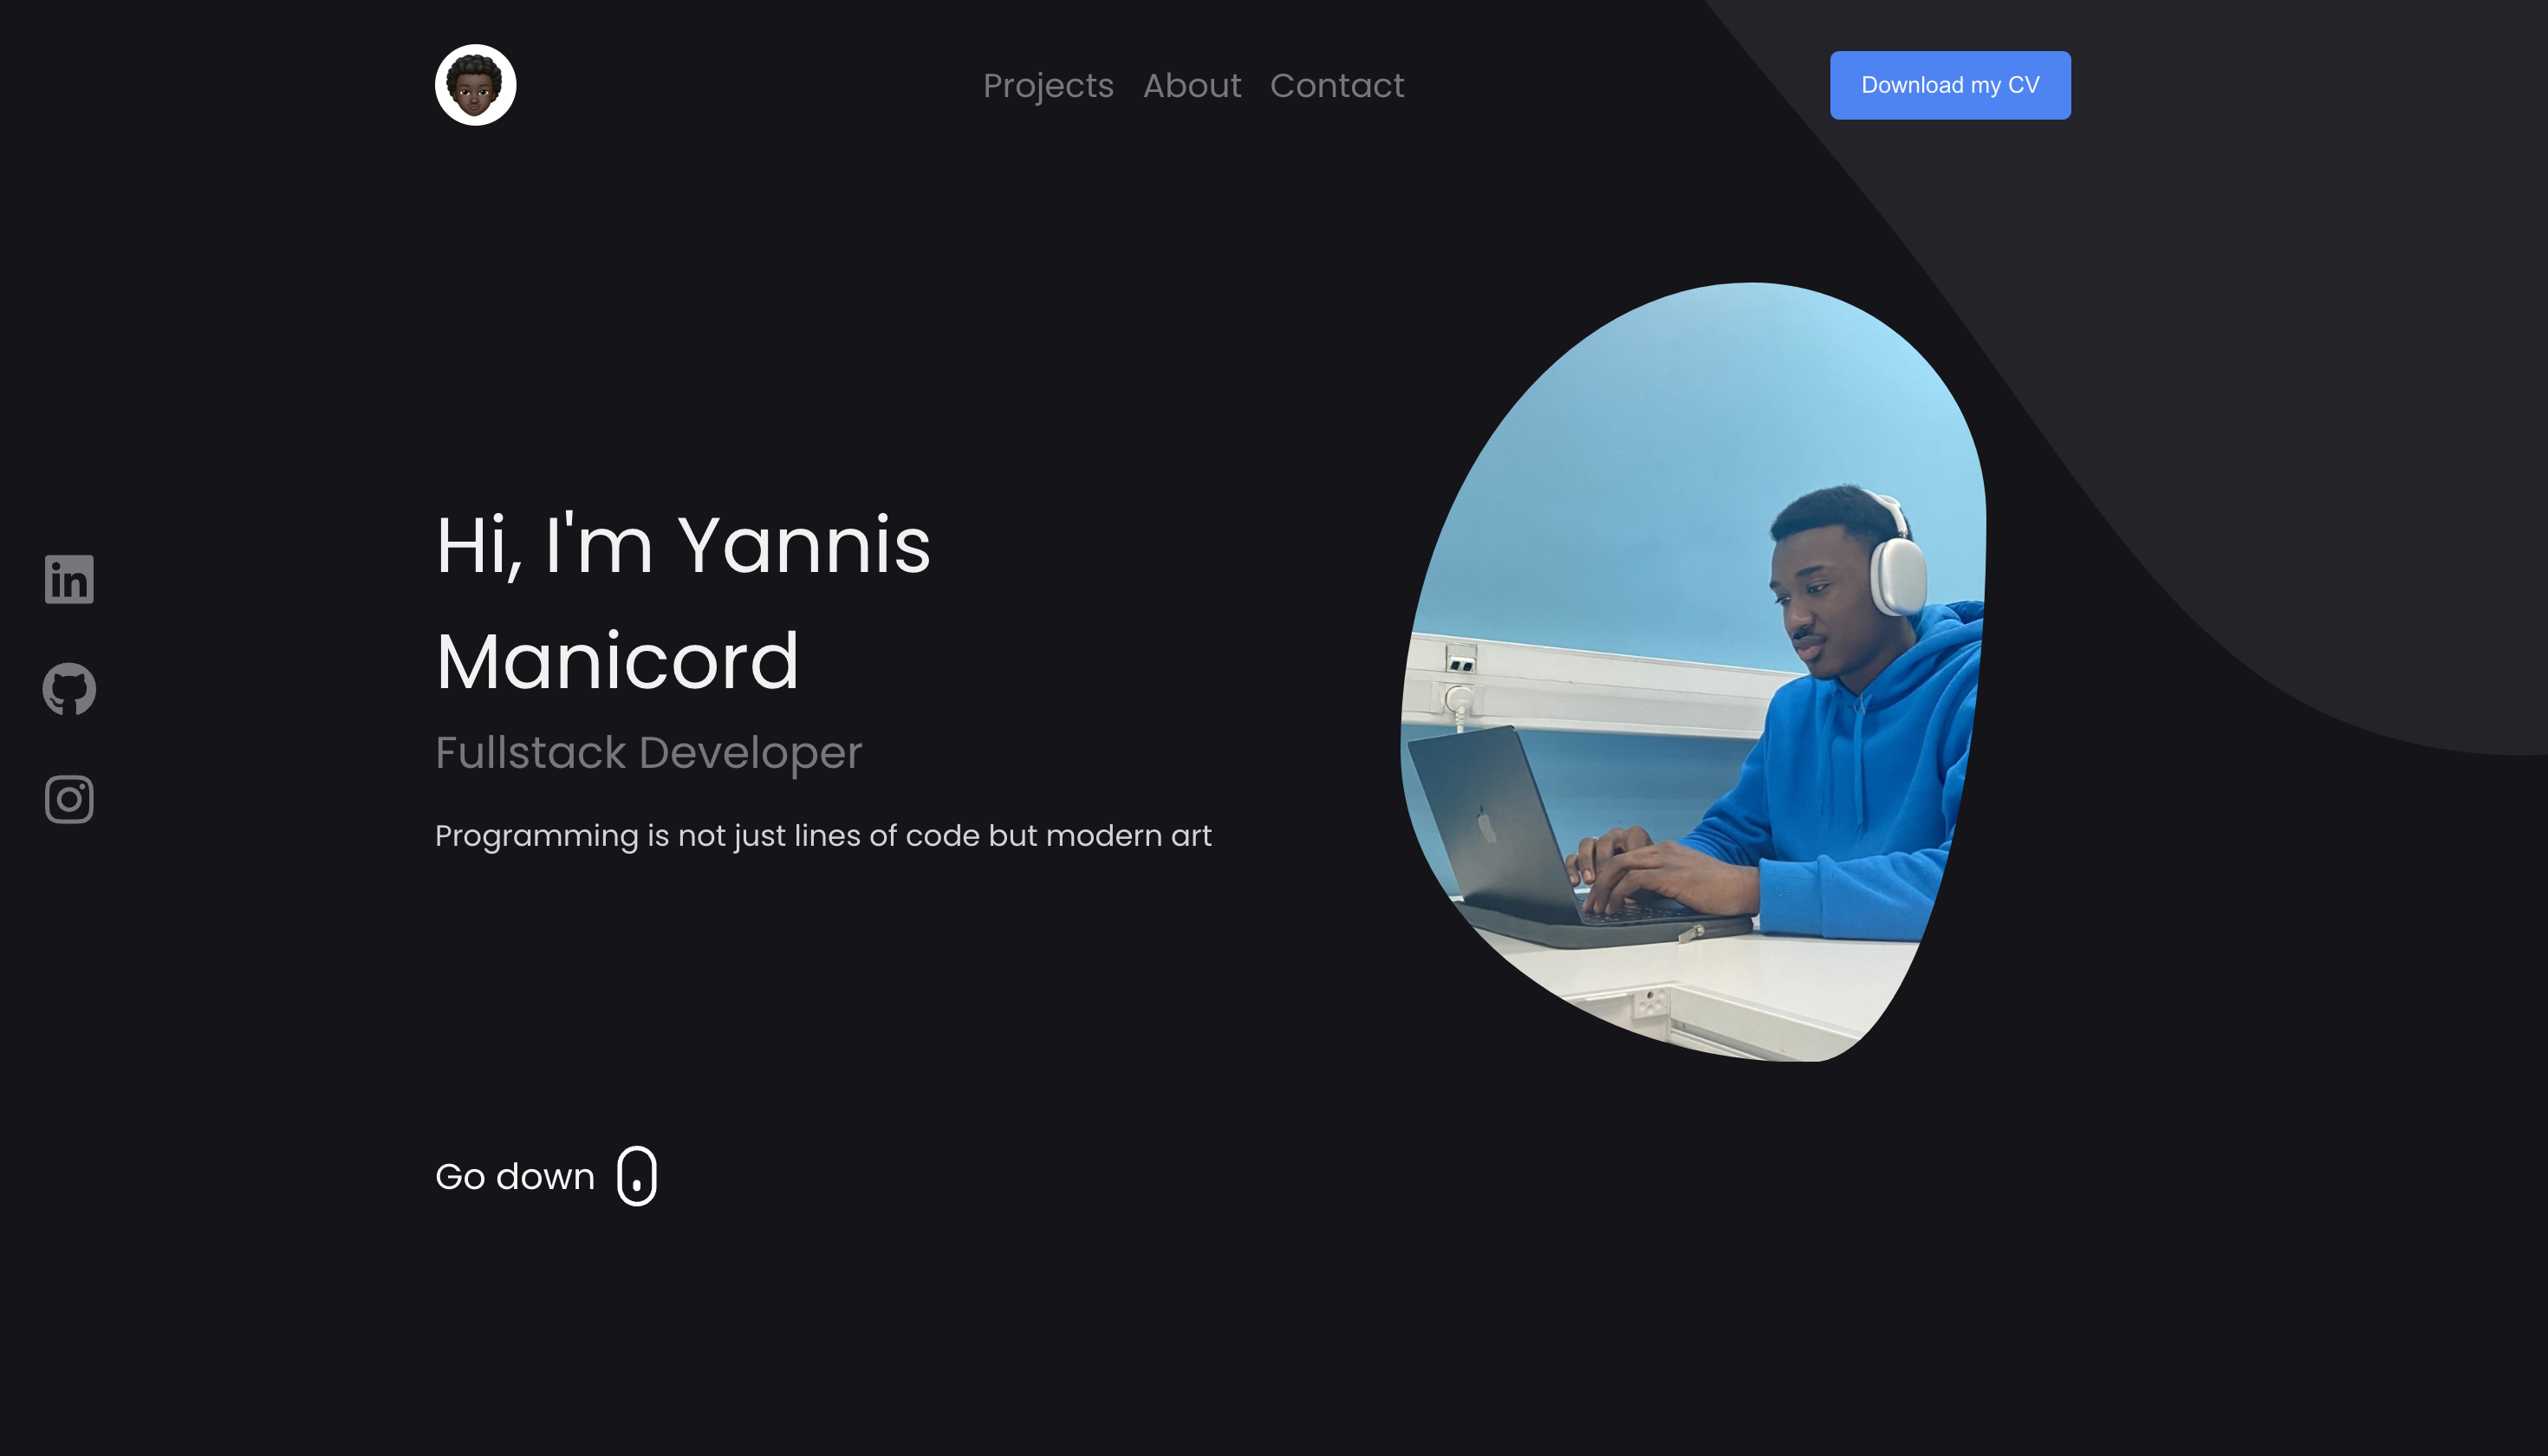 Projects About Contact
Download my CV
Hi, I'm Yannis
Manicord
Fullstack Developer
Programming is not just lines of code but modern art
in
Go down